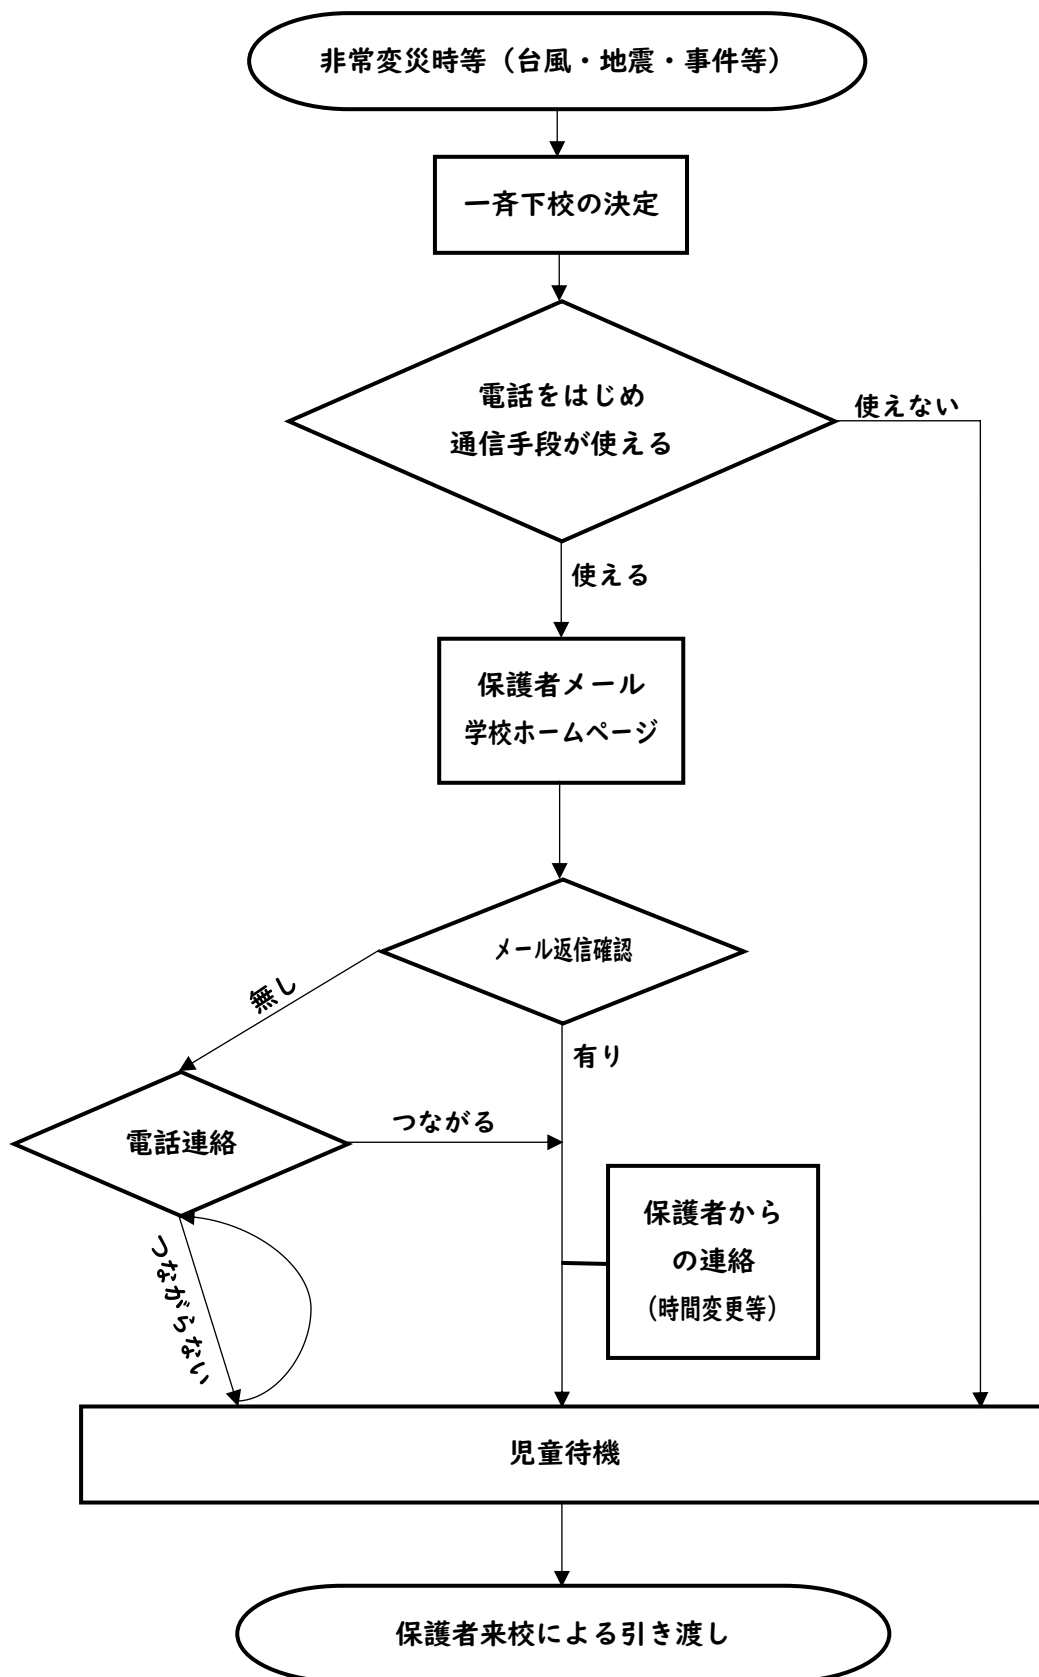 非常変災時等（台風・地震・事件等）
一斉下校の決定
電話をはじめ
通信手段が使える
使えない
使える
保護者メール
学校ホームページ
メール返信確認
無し
有り
電話連絡
つながる
つながらない
保護者から
の連絡
（時間変更等）
児童待機
保護者来校による引き渡し